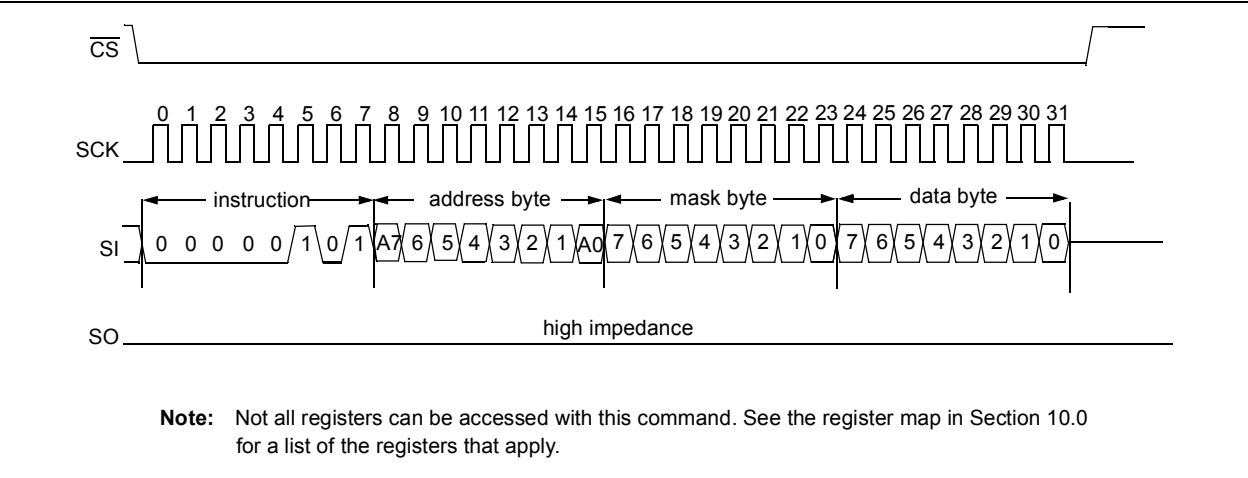 CS
0 1 2 3 4 5 6 7 8 9 10 11 12 13 14 15 16 17 18 19 20 21 22 23 24 25 26 27 28 29 30 31
SCK
instruction address byte mask byte data byte
SI 0 0 0 0 0 1 0 1 A7 6 5 4 3 2 1 A0 7 6 5 4 3 2 1 0 7 6 5 4 3 2 1 0
high impedance
SO
Note: Not all registers can be accessed with this command. See the register map in Section 10.0
for a list of the registers that apply.